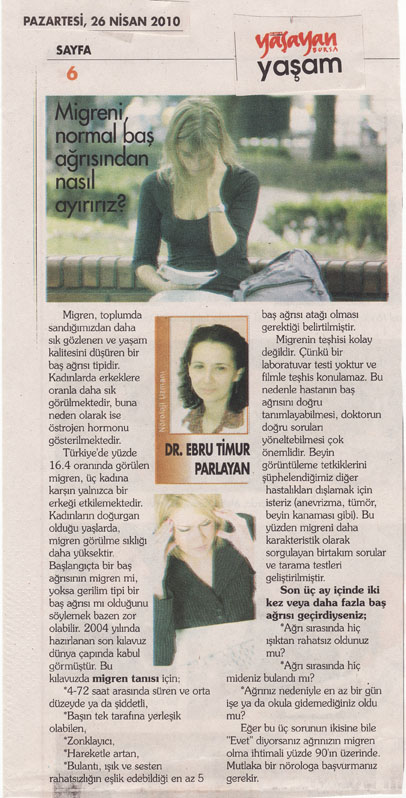 PAZARTESİ, 26 NİSAN 2010
SAYFA
6
yaşayan
BURSA
yaşam
Migreni,
normal baş
ağrısından
nasıl
ayırırız?
Migren, toplumda
sandığımızdan daha
sık gözlenen ve yaşam
kalitesini düşüren bir
baş ağrısı tipidir.
Kadınlarda erkeklere
oranla daha sık
görülmektedir, buna
neden olarak ise
östrojen hormonu
gösterilmektedir.
Türkiye'de yüzde
16.4 oranında görülen
migren, üç kadına
karşın yalnızca bir
erkeği etkilemektedir.
Kadınların doğurgan
olduğu yaşlarda,
migren görülme sıklığı
daha yüksektir.
Başlangıçta bir baş
ağrısının migren mi,
yoksa gerilim tipi bir
baş ağrısı mı olduğunu
söylemek bazen zor
olabilir. 2004 yılında
hazırlanan son kılavuz
dünya çapında kabul
görmüştür. Bu
kılavuzda migren tanısı için;
*4-72 saat arasında süren ve orta
düzeyde ya da şiddetli,
*Başın tek tarafına yerleşik
olabilen,
*Zonklayıcı,
*Hareketle artan,
*Bulantı, ışık ve sesten
rahatsızlığın eşlik edebildiği en az 5
Nöroloji Uzmanı
DR. EBRU TİMUR
PARLAYAN
baş ağrısı atağı olması
gerektiği belirtilmiştir.
Migrenin teşhisi kolay
değildir. Çünkü bir
laboratuvar testi yoktur ve
filmle teşhis konulamaz. Bu
nedenle hastanın baş
ağrısını doğru
tanımlayabilmesi, doktorun
doğru soruları
yöneltebilmesi çok
önemlidir. Beyin
görüntüleme tetkiklerini
şüphelendiğimiz diğer
hastalıkları dışlamak için
isteriz (anevrizma, tümör,
beyin kanaması gibi). Bu
yüzden migreni daha
karakteristik olarak
sorgulayan birtakım sorular
ve tarama testleri
geliştirilmiştir.
Son üç ay içinde iki
kez veya daha fazla baş
ağrısı geçirdiyseniz;
*Ağrı sırasında hiç
ışıktan rahatsız oldunuz
mu?
*Ağrı sırasında hiç
mideniz bulandı mı?
*Ağrınız nedeniyle en az bir gün
işe ya da okula gidemediğiniz oldu
mu?
Eğer bu üç sorunun ikisine bile
"Evet" diyorsanız ağrınızın migren
olma ihtimali yüzde 90'ın üzerinde.
Mutlaka bir nöroloğa başvurmanız
gerekir.